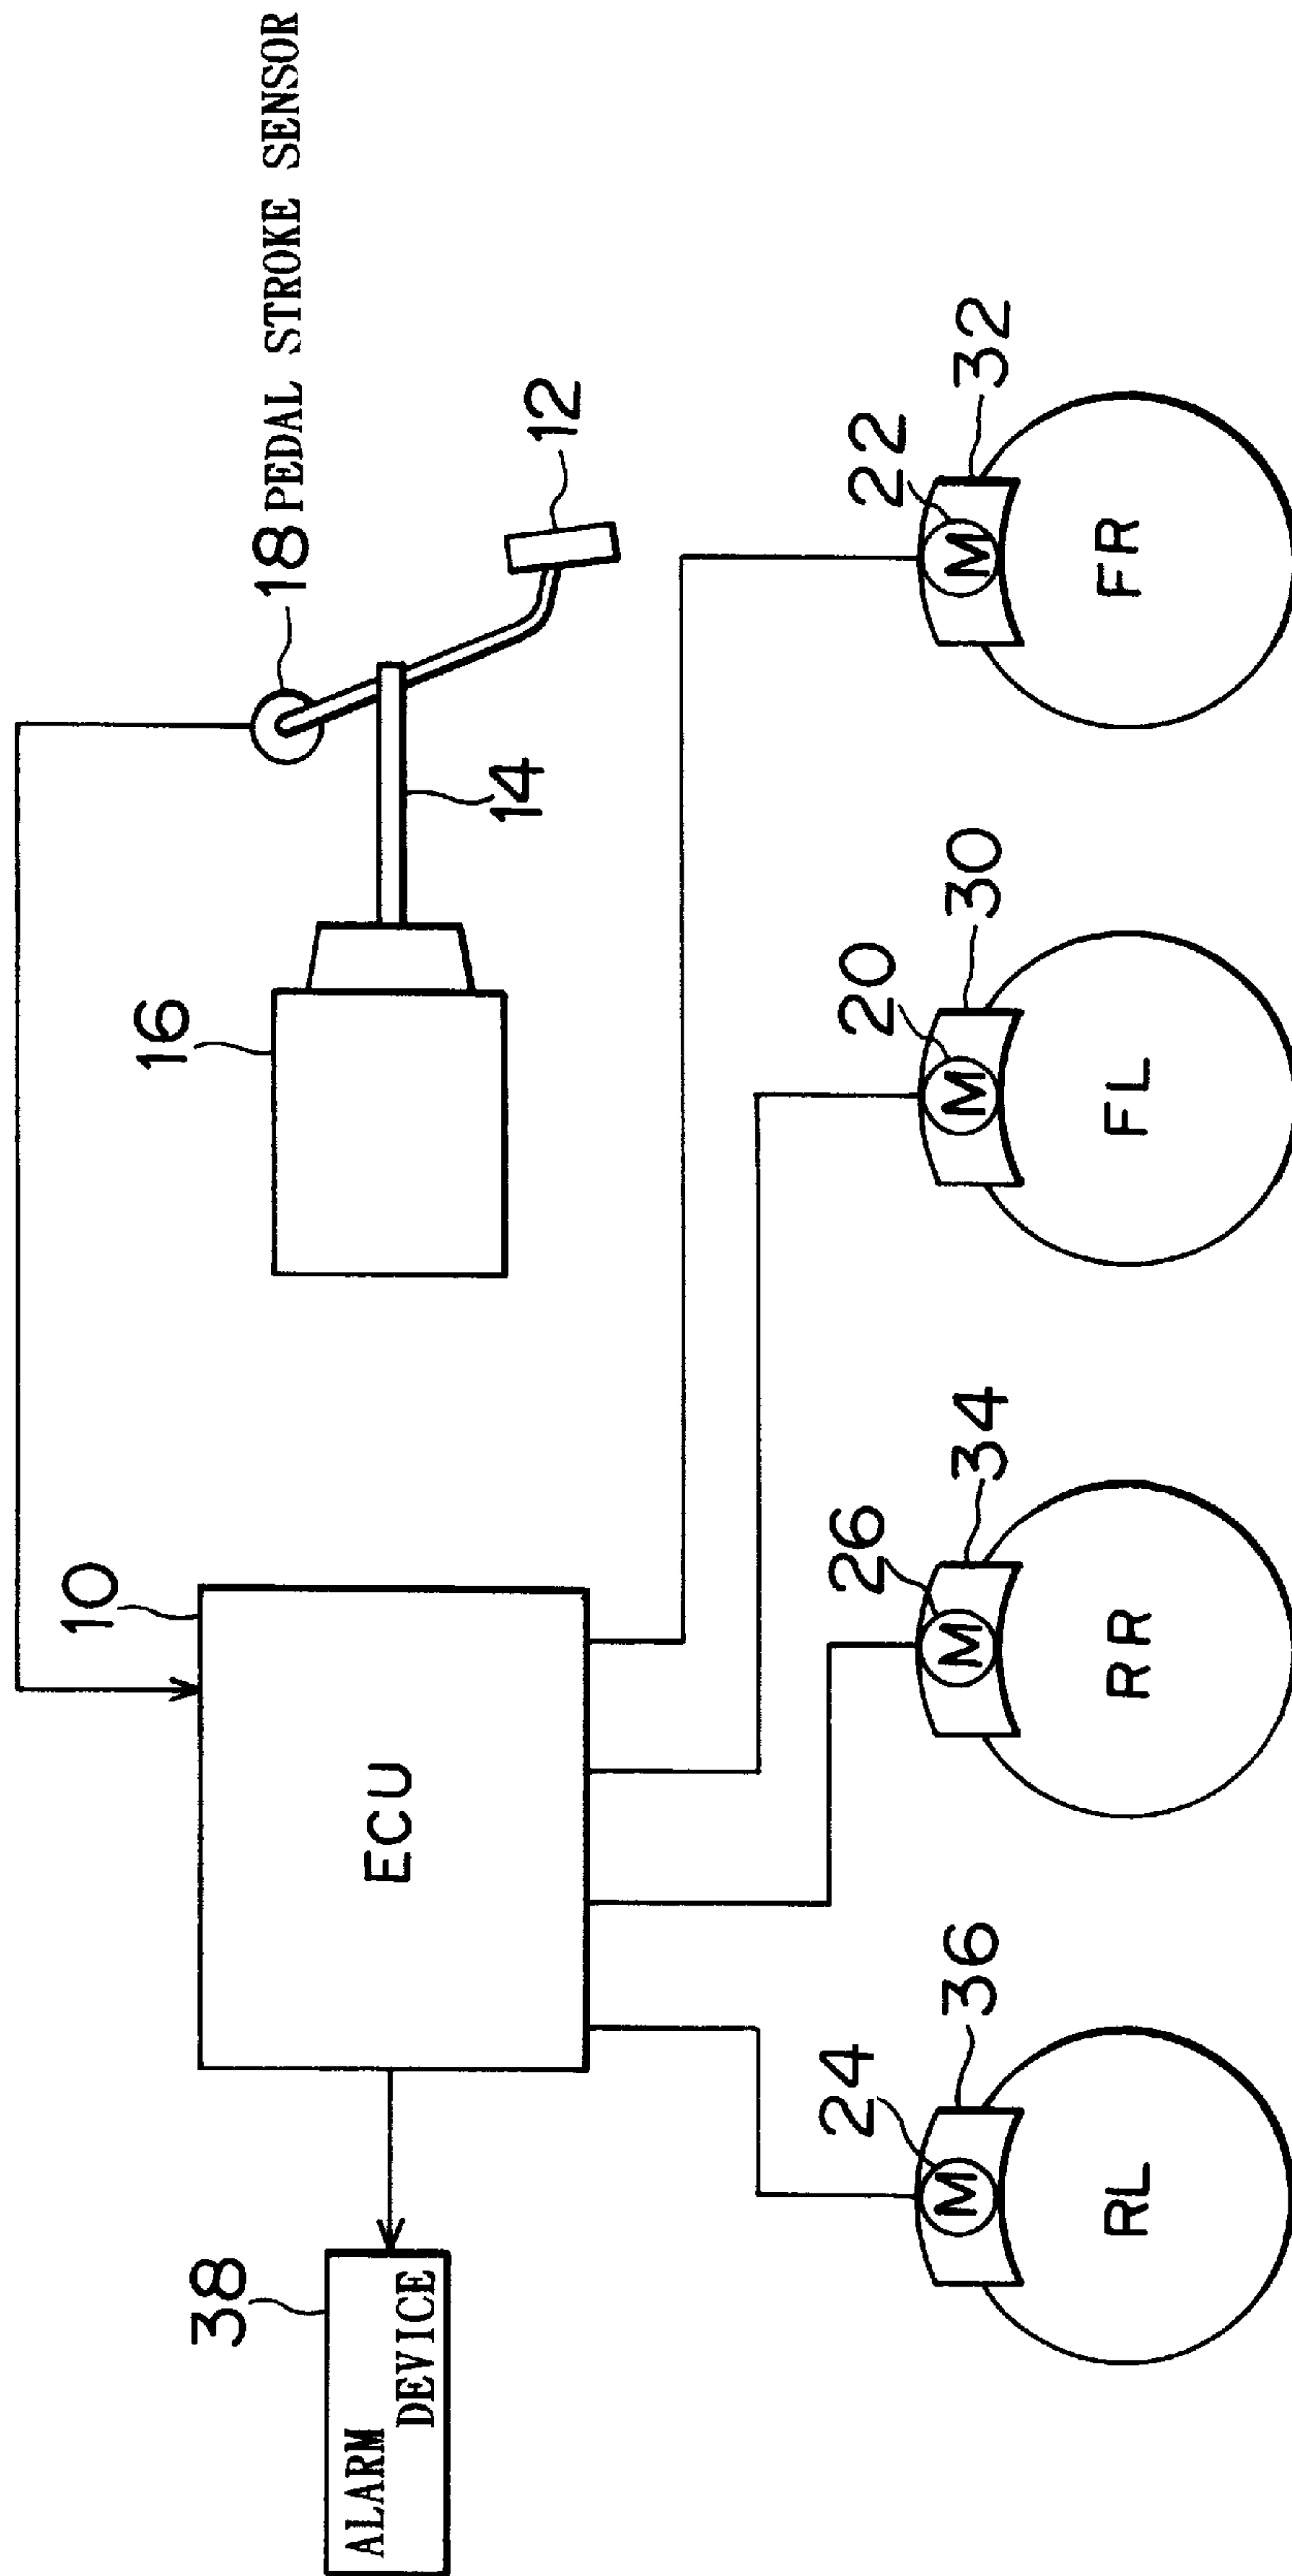 18 PEDAL STROKE SENSOR
10
16
12
14
38
ALARM
DEVICE
ECU
24
36
26
34
20
30
22
32
M
M
M
M
RL
RR
FL
FR